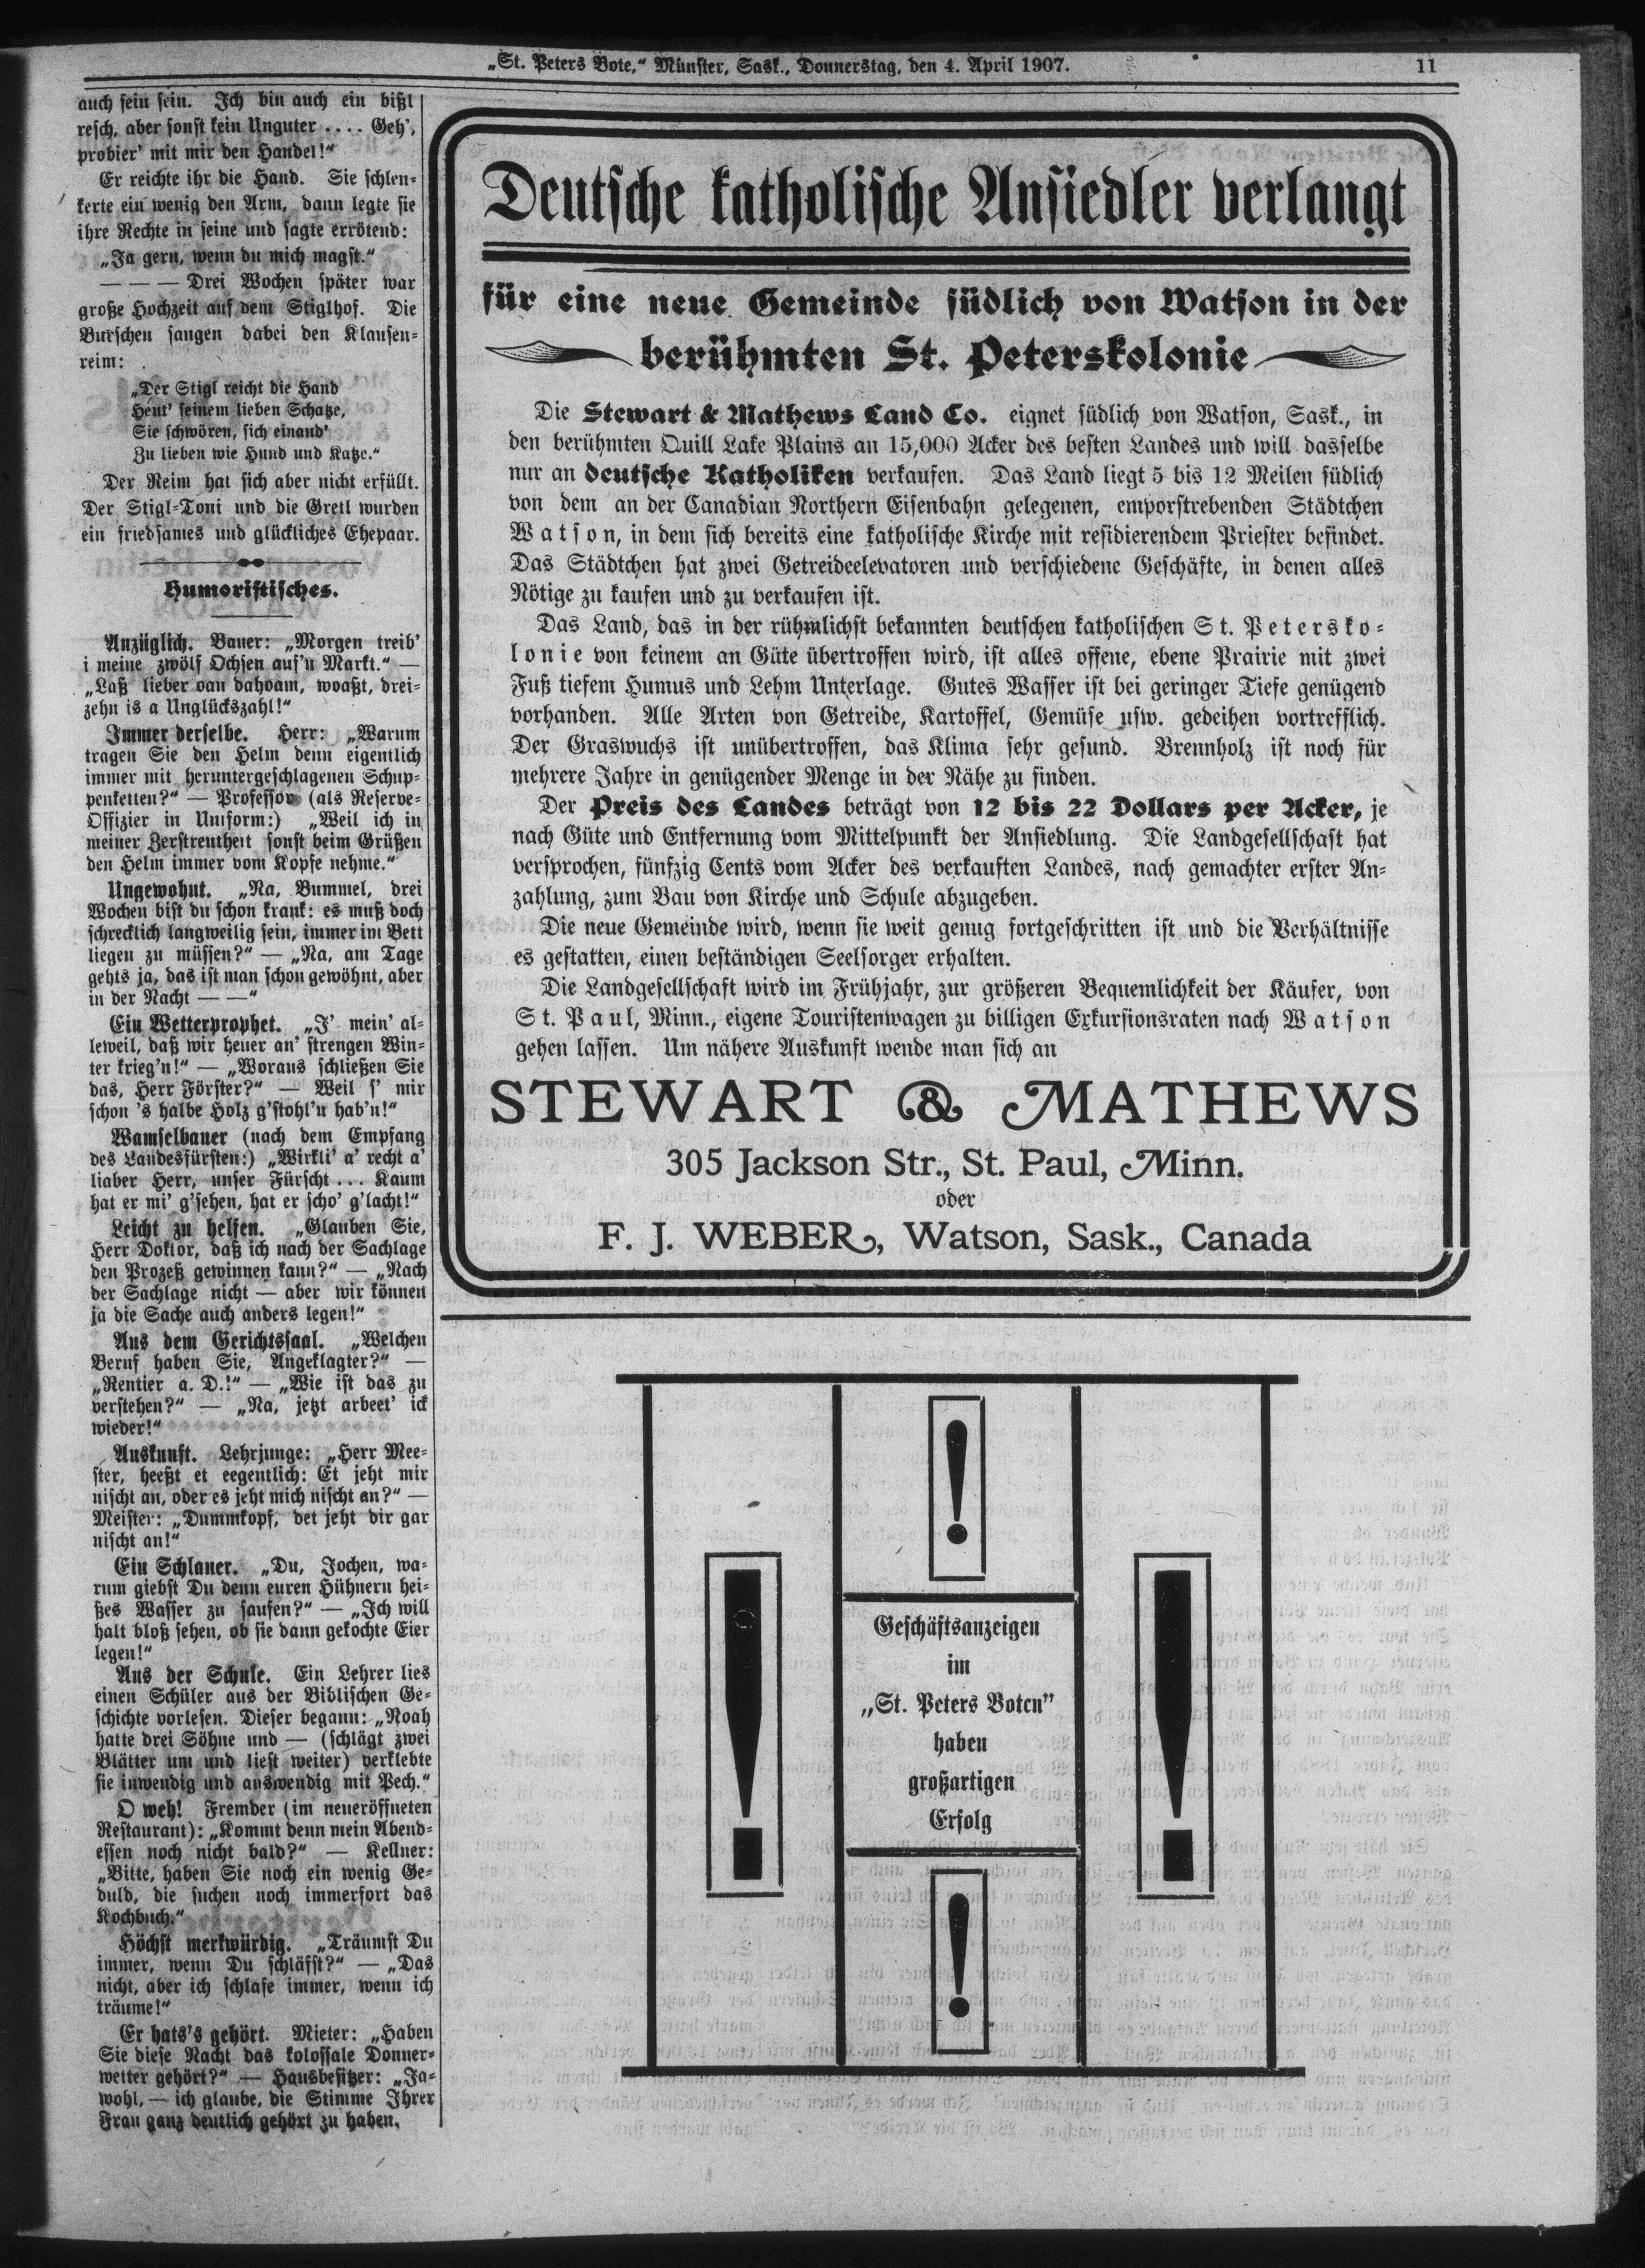 „St. Peters Bote,“ Münster, Sask., Donnerstag, den 4. April 1907.
11
auch fein sein. Ich bin auch ein bißl
resch, aber sonst kein Unguter .... Geh',
probier' mit mir den Handel!“
Er reichte ihr die Hand. Sie schlen-
kerte ein wenig den Arm, dann legte sie
ihre Rechte in seine und sagte errötend:
„Ja gern, wenn du mich magst.“
— — — Drei Wochen später war
große Hochzeit auf dem Stiglhof. Die
Burschen sangen dabei den Klausen-
reim:
„Der Stigl reicht die Hand
Heut' seinem lieben Schatze,
Sie schwören, sich einand'
Zu lieben wie Hund und Katze.“
Der Reim hat sich aber nicht erfüllt.
Der Stigl-Toni und die Gretl wurden
ein friedsames und glückliches Ehepaar.
Humoristisches.
Anzüglich. Bauer: „Morgen treib'
i meine zwölf Ochsen auf'n Markt.“ —
„Laß lieber oan dahoam, woaßt, drei-
zehn is a Unglückszahl!“
Immer derselbe. Herr: „Warum
tragen Sie den Helm denn eigentlich
immer mit heruntergeschlagenen Schup-
penketten?“ — Professor (als Reserve-
Offizier in Uniform:) „Weil ich in
meiner Zerstreutheit sonst beim Grüßen
den Helm immer vom Kopfe nehme.“
Ungewohnt. „Na, Bummel, drei
Wochen bist du schon krank: es muß doch
schrecklich langweilig sein, immer im Bett
liegen zu müssen?“ — „Na, am Tage
gehts ja, das ist man schon gewöhnt, aber
in der Nacht — —“
Ein Wetterprophet. „I' mein' al-
leweil, daß wir heuer an' strengen Win-
ter krieg'n!“ — „Woraus schließen Sie
das, Herr Förster?“ — Weil s' mir
schon 's halbe Holz g'stohl'n hab'n!“
Wamselbauer (nach dem Empfang
des Landesfürsten:) „Wirkli' a' recht a'
liaber Herr, unser Fürscht ... Kaum
hat er mi' g'sehen, hat er scho' g'lacht!“
Leicht zu helfen. „Glauben Sie,
Herr Doktor, daß ich nach der Sachlage
den Prozeß gewinnen kann?“ — „Nach
der Sachlage nicht — aber wir können
ja die Sache auch anders legen!“
Aus dem Gerichtssaal. „Welchen
Beruf haben Sie, Angeklagter?“ —
„Rentier a. D.!“ — „Wie ist das zu
verstehen?“ — „Na, jetzt arbeet' ick
wieder!“
Auskunft. Lehrjunge: „Herr Mee-
ster, heeßt et eegentlich: Et jeht mir
nischt an, oder es jeht mich nischt an?“ —
Meister: „Dummkopf, det jeht dir gar
nischt an!“
Ein Schlauer. „Du, Jochen, wa-
rum giebst Du denn euren Hühnern hei-
ßes Wasser zu saufen?“ — „Ich will
halt bloß sehen, ob sie dann gekochte Eier
legen!“
Aus der Schule. Ein Lehrer lies
einen Schüler aus der Biblischen Ge-
schichte vorlesen. Dieser begann: „Noah
hatte drei Söhne und — (schlägt zwei
Blätter um und liest weiter) verklebte
sie inwendig und auswendig mit Pech.“
O weh! Fremder (im neueröffneten
Restaurant): „Kommt denn mein Abend-
essen noch nicht bald?“ — Kellner:
„Bitte, haben Sie noch ein wenig Ge-
duld, die suchen noch immerfort das
Kochbuch.“
Höchst merkwürdig. „Träumst Du
immer, wenn Du schläfst?“ — „Das
nicht, aber ich schlafe immer, wenn ich
träume!“
Er hats's gehört. Mieter: „Haben
Sie diese Nacht das kolossale Donner-
wetter gehört?“ — Hausbesitzer: „Ja-
wohl, — ich glaube, die Stimme Ihrer
Frau ganz deutlich gehört zu haben.
Deutsche katholische Ansiedler verlangt
für eine neue Gemeinde südlich von Watson in der
berühmten St. Peterskolonie
Die Stewart & Mathews Land Co. eignet südlich von Watson, Sask., in
den berühmten Quill Lake Plains an 15,000 Acker des besten Landes und will dasselbe
nur an deutsche Katholiken verkaufen. Das Land liegt 5 bis 12 Meilen südlich
von dem an der Canadian Northern Eisenbahn gelegenen, emporstrebenden Städtchen
Watson, in dem sich bereits eine katholische Kirche mit residierendem Priester befindet.
Das Städtchen hat zwei Getreideelevatoren und verschiedene Geschäfte, in denen alles
Nötige zu kaufen und zu verkaufen ist.
Das Land, das in der rühmlichst bekannten deutschen katholischen St. Petersko-
lonie von keinem an Güte übertroffen wird, ist alles offene, ebene Prairie mit zwei
Fuß tiefem Humus und Lehm Unterlage. Gutes Wasser ist bei geringer Tiefe genügend
vorhanden. Alle Arten von Getreide, Kartoffel, Gemüse usw. gedeihen vortrefflich.
Der Graswuchs ist unübertroffen, das Klima sehr gesund. Brennholz ist noch für
mehrere Jahre in genügender Menge in der Nähe zu finden.
Der Preis des Landes beträgt von 12 bis 22 Dollars per Acker, je
nach Güte und Entfernung vom Mittelpunkt der Ansiedlung. Die Landgesellschaft hat
versprochen, fünfzig Cents vom Acker des verkauften Landes, nach gemachter erster An-
zahlung, zum Bau von Kirche und Schule abzugeben.
Die neue Gemeinde wird, wenn sie weit genug fortgeschritten ist und die Verhältnisse
es gestatten, einen beständigen Seelsorger erhalten.
Die Landgesellschaft wird im Frühjahr, zur größeren Bequemlichkeit der Käufer, von
St. Paul, Minn., eigene Touristenwagen zu billigen Exkursionsraten nach Watson
gehen lassen. Um nähere Auskunft wende man sich an
STEWART & MATHEWS
305 Jackson Str., St. Paul, Minn.
oder
F. J. WEBER, Watson, Sask., Canada
!
!
!
Geschäftsanzeigen
im
„St. Peters Boten”
haben
großartigen
Erfolg
!